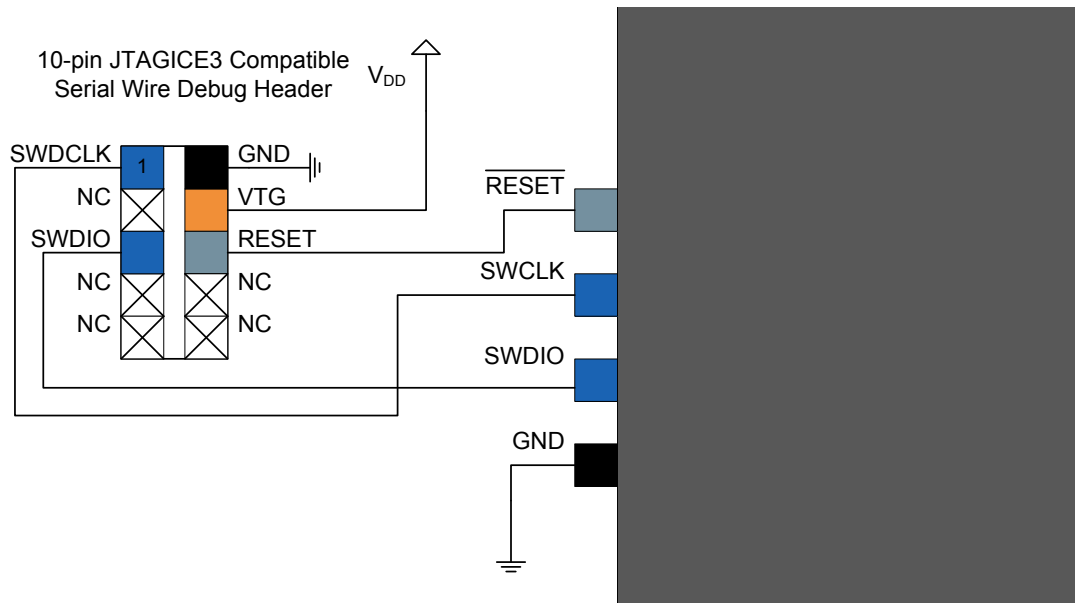 10-pin JTAGICE3 Compatible
Serial Wire Debug Header
VDD
SWDCLK
1
GND
NC
VTG
SWDIO
RESET
NC
NC
NC
NC
RESET
SWCLK
SWDIO
GND